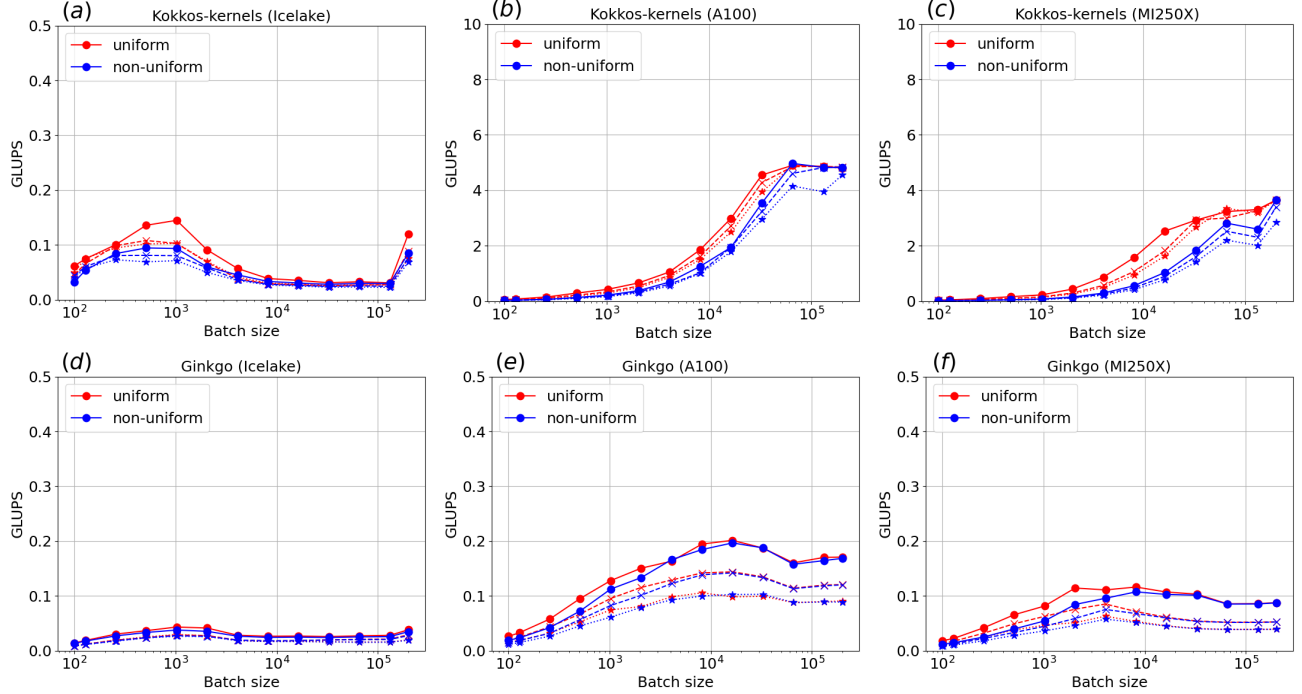 (a)
Kokkos-kernels (Icelake)
0.5
0.4
0.3
0.2
0.1
0.0
GLUPS
uniform
non-uniform
10^2
10^3
10^4
10^5
Batch size
(b)
Kokkos-kernels (A100)
10
8
6
4
2
0
GLUPS
uniform
non-uniform
10^2
10^3
10^4
10^5
Batch size
(c)
Kokkos-kernels (MI250X)
10
8
6
4
2
0
GLUPS
uniform
non-uniform
10^2
10^3
10^4
10^5
Batch size
(d)
Ginkgo (Icelake)
0.5
0.4
0.3
0.2
0.1
0.0
GLUPS
uniform
non-uniform
10^2
10^3
10^4
10^5
Batch size
(e)
Ginkgo (A100)
0.5
0.4
0.3
0.2
0.1
0.0
GLUPS
uniform
non-uniform
10^2
10^3
10^4
10^5
Batch size
(f)
Ginkgo (MI250X)
0.5
0.4
0.3
0.2
0.1
0.0
GLUPS
uniform
non-uniform
10^2
10^3
10^4
10^5
Batch size